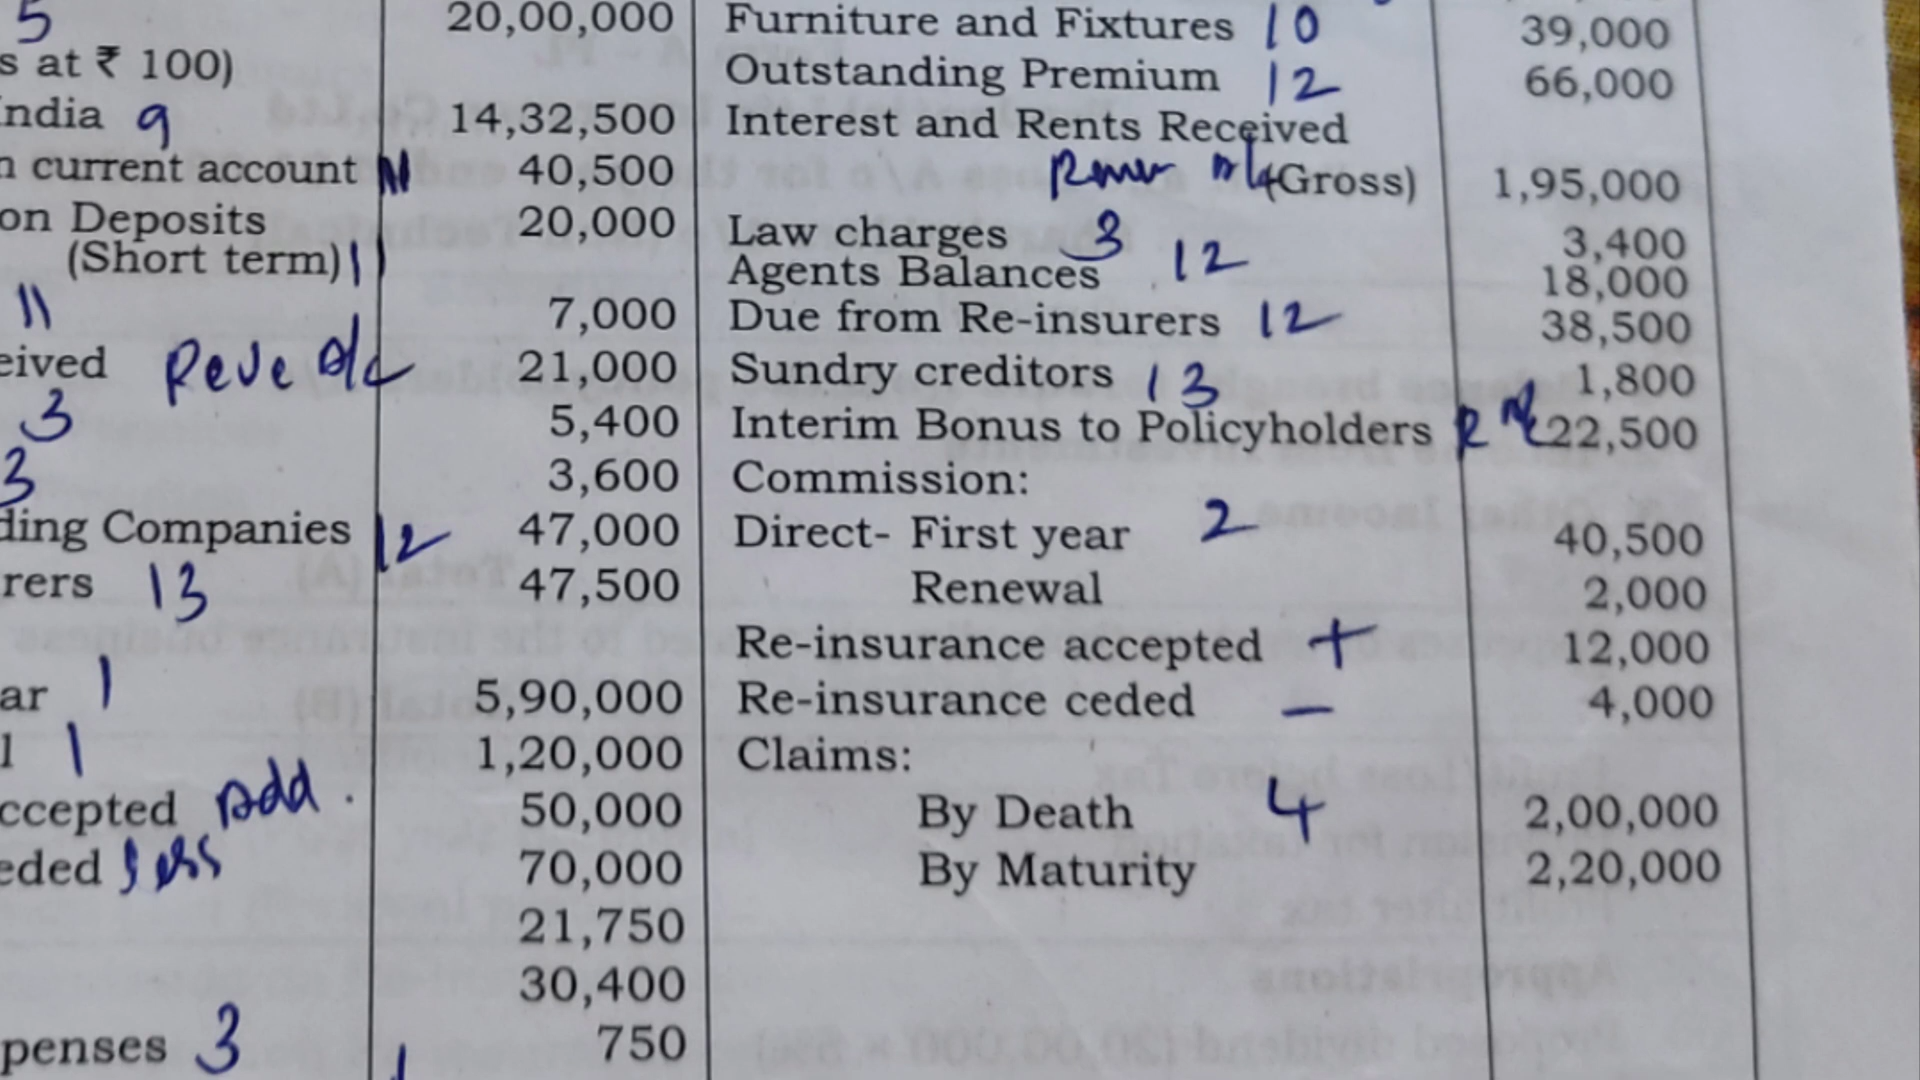 5 20,00,000 Furniture and Fixtures 10 39,000
s at ₹ 100) Outstanding Premium 12 66,000
ndia 9 14,32,500 Interest and Rents Received
n current account 11 40,500 (Gross) 1,95,000
on Deposits 20,000 Law charges 3 3,400
(Short term) 11 Agents Balances 12 18,000
11 7,000 Due from Re-insurers 12 38,500
eived Reve a/c 21,000 Sundry creditors 13 1,800
3 5,400 Interim Bonus to Policyholders 22,500
3 3,600 Commission:
ding Companies 12 47,000 Direct- First year 2 40,500
rers 13 47,500 Renewal 2,000
Re-insurance accepted + 12,000
ar 1 5,90,000 Re-insurance ceded - 4,000
l 1 1,20,000 Claims:
ccepted Add 50,000 By Death 4 2,00,000
eded less 70,000 By Maturity 2,20,000
21,750
30,400
penses 3 750